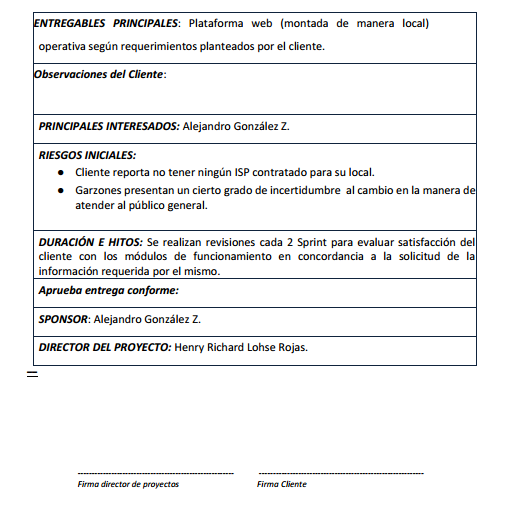 ENTREGABLES PRINCIPALES: Plataforma web (montada de manera local)
operativa según requerimientos planteados por el cliente.
Observaciones del Cliente:
PRINCIPALES INTERESADOS: Alejandro González Z.
RIESGOS INICIALES:
● Cliente reporta no tener ningún ISP contratado para su local.
● Garzones presentan un cierto grado de incertidumbre al cambio en la manera de
atender al público general.
DURACIÓN E HITOS: Se realizan revisiones cada 2 Sprint para evaluar satisfacción del
cliente con los módulos de funcionamiento en concordancia a la solicitud de la
información requerida por el mismo.
Aprueba entrega conforme:
SPONSOR: Alejandro González Z.
DIRECTOR DEL PROYECTO: Henry Richard Lohse Rojas.
Firma director de proyectos
Firma Cliente